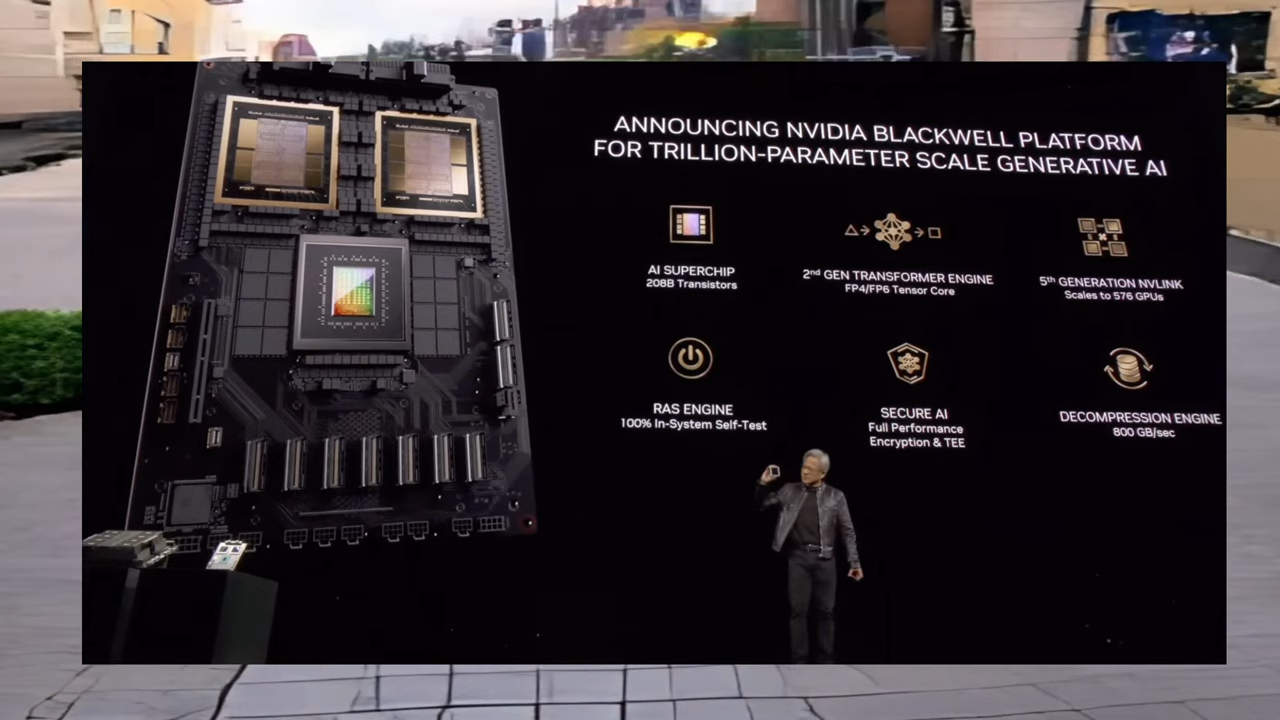 ANNOUNCING NVIDIA BLACKWELL PLATFORM
FOR TRILLION-PARAMETER SCALE GENERATIVE AI
AI SUPERCHIP
208B Transistors
2nd GEN TRANSFORMER ENGINE
FP4/FP6 Tensor Core
5th GENERATION NVLINK
Scales to 576 GPUs
RAS ENGINE
100% In-System Self-Test
SECURE AI
Full Performance
Encryption & TEE
DECOMPRESSION ENGINE
800 GB/sec